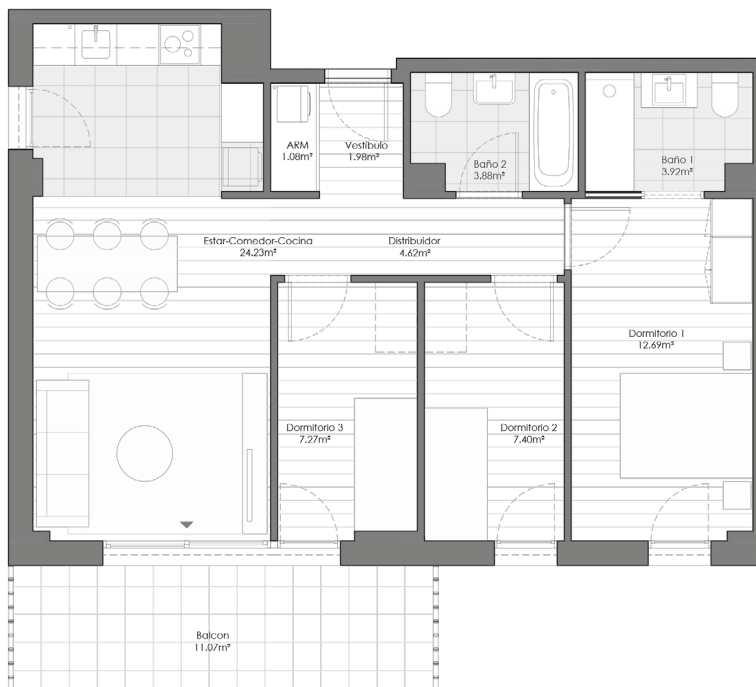 ARM
1.08m²
Vestíbulo
1.98m²
Baño 2
3.88m²
Baño 1
3.92m²
Estar-Comedor-Cocina
24.23m²
Distribuidor
4.62m²
Dormitorio 1
12.69m²
Dormitorio 3
7.27m²
Dormitorio 2
7.40m²
Balcon
11.07m²